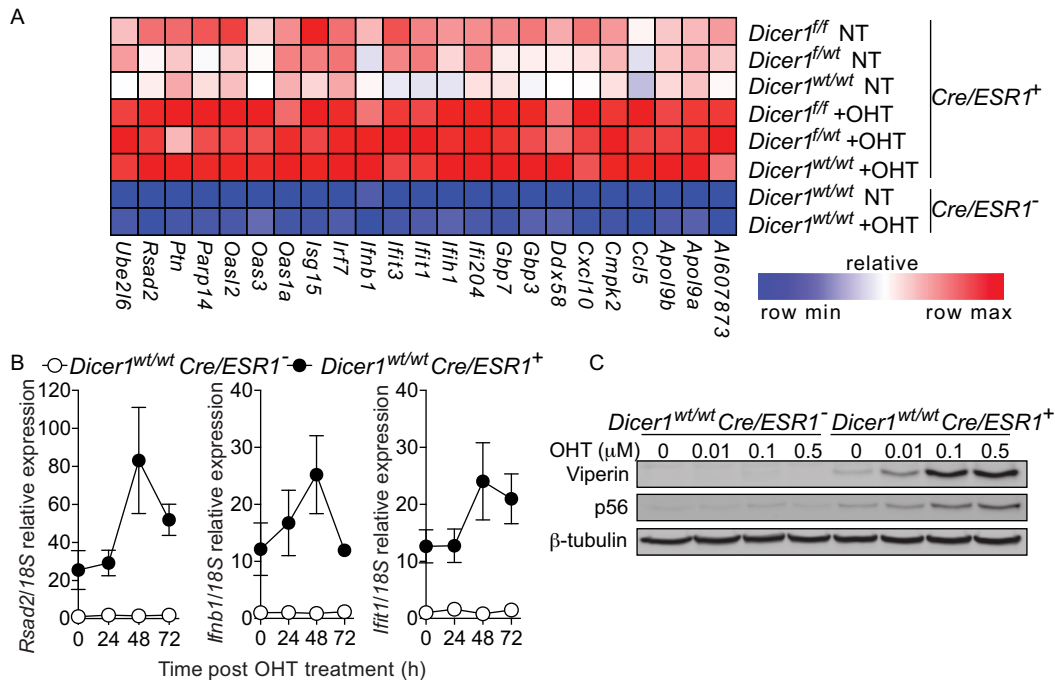 A
Dicer1f/f NT
Dicer1f/wt NT
Dicer1wt/wt NT
Dicer1f/f +OHT
Dicer1f/wt +OHT
Dicer1wt/wt +OHT
Dicer1wt/wt NT
Dicer1wt/wt +OHT
Cre/ESR1+
Cre/ESR1-
Ube2l6
Rsad2
Ptn
Parp14
Oasl2
Oas3
Oas1a
Isg15
Irf7
Ifnb1
Ifit3
Ifit1
Ifih1
Ifi204
Gbp7
Gbp3
Ddx58
Cxcl10
Cmpk2
Ccl5
Apol9b
Apol9a
AI607873
relative
row min row max
B
Dicer1wt/wt Cre/ESR1- Dicer1wt/wt Cre/ESR1+
Rsad2/18S relative expression
120
100
80
60
40
20
0
0 24 48 72
Ifnb1/18S relative expression
40
30
20
10
0
0 24 48 72
Ifit1/18S relative expression
40
30
20
10
0
0 24 48 72
Time post OHT treatment (h)
C
Dicer1wt/wt Cre/ESR1- Dicer1wt/wt Cre/ESR1+
OHT (μM) 0 0.01 0.1 0.5 0 0.01 0.1 0.5
Viperin
p56
β-tubulin